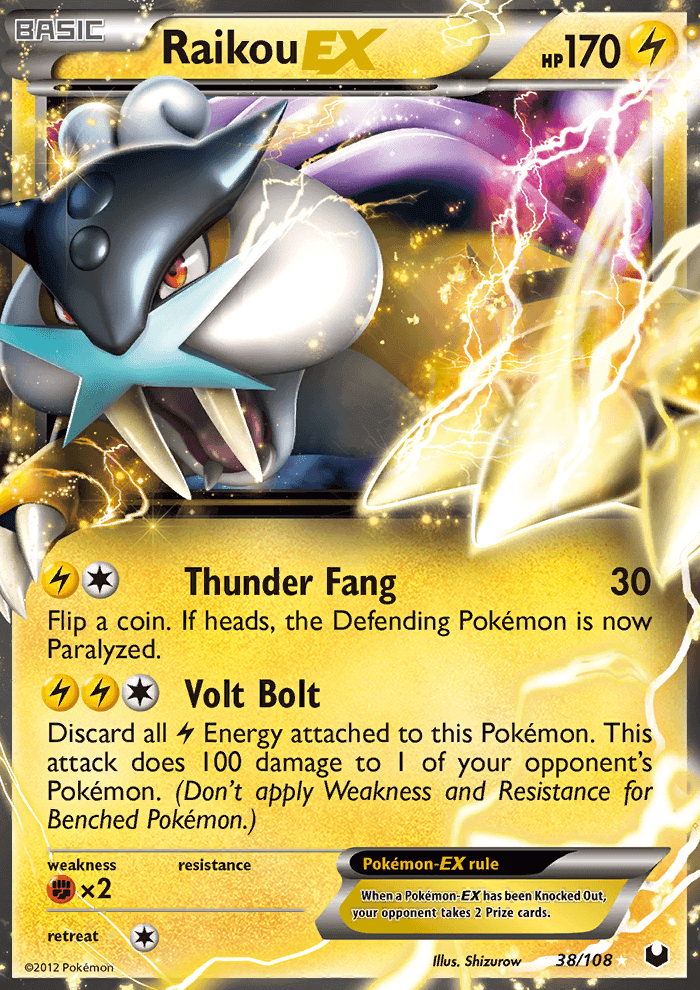 BASIC
Raikou EX
HP 170
Thunder Fang 30
Flip a coin. If heads, the Defending Pokémon is now
Paralyzed.
Volt Bolt
Discard all Energy attached to this Pokémon. This
attack does 100 damage to 1 of your opponent's
Pokémon. (Don't apply Weakness and Resistance for
Benched Pokémon.)
weakness resistance
×2
retreat
Pokémon-EX rule
When a Pokémon-EX has been Knocked Out,
your opponent takes 2 Prize cards.
©2012 Pokémon
Illus. Shizurow 38/108